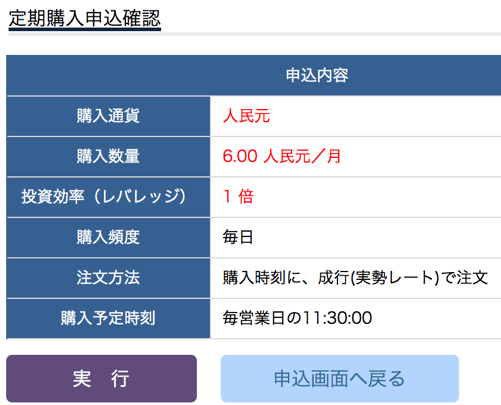 定期購入申込確認
申込内容
購入通貨 人民元
購入数量 6.00 人民元／月
投資効率（レバレッジ） 1 倍
購入頻度 毎日
注文方法 購入時刻に、成行(実勢レート)で注文
購入予定時刻 毎営業日の11:30:00
実　行 申込画面へ戻る